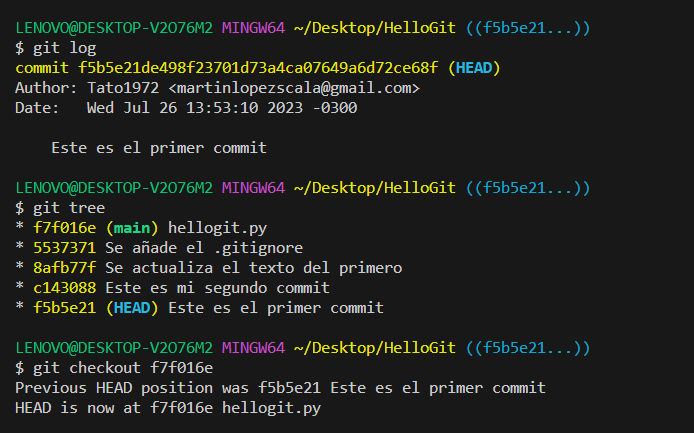 LENOVO@DESKTOP-V2O76M2 MINGW64 ~/Desktop/HelloGit ((f5b5e21...))
$ git log
commit f5b5e21de498f23701d73a4ca07649a6d72ce68f (HEAD)
Author: Tato1972 <martinlopezscala@gmail.com>
Date:   Wed Jul 26 13:53:10 2023 -0300
    Este es el primer commit
LENOVO@DESKTOP-V2O76M2 MINGW64 ~/Desktop/HelloGit ((f5b5e21...))
$ git tree
* f7f016e (main) hellogit.py
* 5537371 Se añade el .gitignore
* 8afb77f Se actualiza el texto del primero
* c143088 Este es mi segundo commit
* f5b5e21 (HEAD) Este es el primer commit
LENOVO@DESKTOP-V2O76M2 MINGW64 ~/Desktop/HelloGit ((f5b5e21...))
$ git checkout f7f016e
Previous HEAD position was f5b5e21 Este es el primer commit
HEAD is now at f7f016e hellogit.py